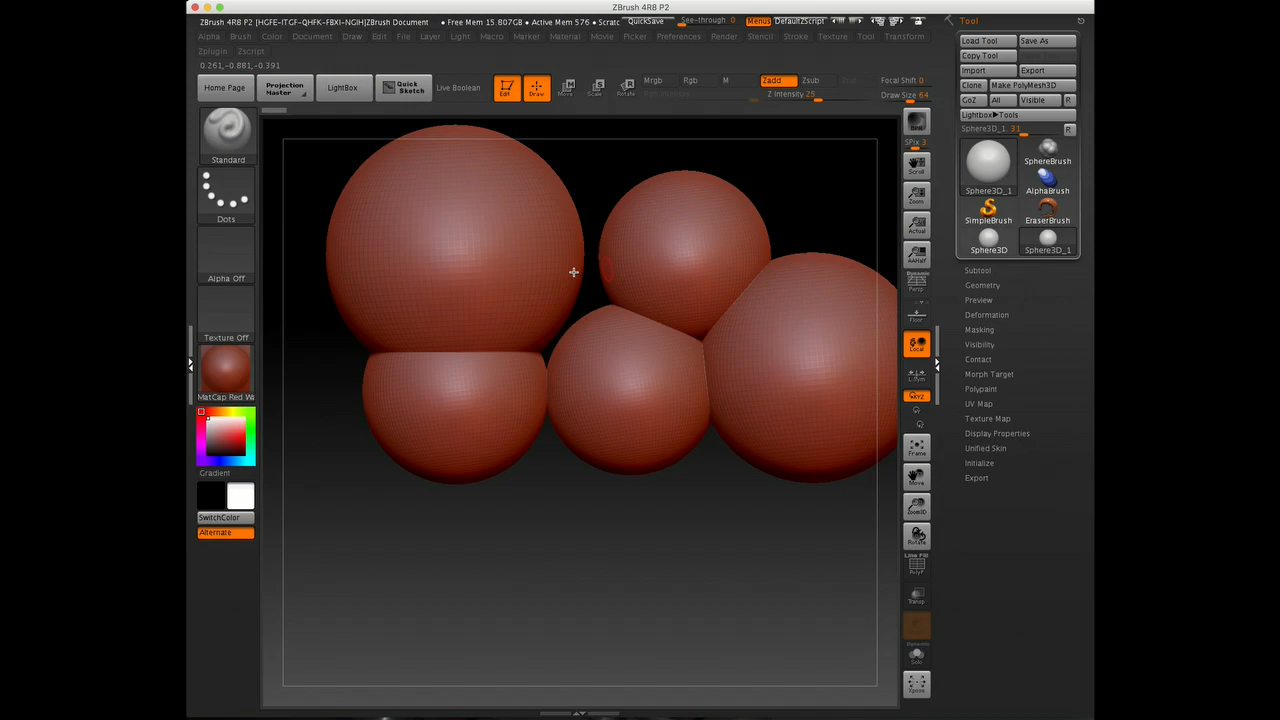 ZBrush 4R8 P2
ZBrush 4R8 P2 [HGFE-ITGF-QHFK-FBXI-NGIH]ZBrush Document • Free Mem 15.807GB • Active Mem 576 • Scratc
QuickSave See-through 0 Menus DefaultZScript
Tool
Alpha Brush Color Document Draw Edit File Layer Light Macro Marker Material Movie Picker Preferences Render Stencil Stroke Texture Tool Transform
Zplugin Zscript
0.261,-0.881,-0.391
Home Page Projection Master LightBox Quick Sketch Live Boolean
Edit Draw Move Scale Rotate
Mrgb Rgb M
Zadd Zsub
Z Intensity 25
Focal Shift 0
Draw Size 64
Load Tool Save As
Copy Tool
Import Export
Clone Make PolyMesh3D
GoZ All Visible R
Lightbox▶Tools
Sphere3D_1. 31 R
Sphere3D_1
SphereBrush
AlphaBrush
SimpleBrush
EraserBrush
Sphere3D
Sphere3D_1
Subtool
Geometry
Preview
Deformation
Masking
Visibility
Contact
Morph Target
Polypaint
UV Map
Texture Map
Display Properties
Unified Skin
Initialize
Export
Standard
Dots
Alpha Off
Texture Off
MatCap Red Wa
Gradient
SwitchColor
Alternate
SPix 3
Scroll
Zoom
Actual
AAHalf
Dynamic
Persp
Floor
Local
L.Sym
Frame
Move
Zoom3D
Rotate
Line Fill
PolyF
Transp
Solo
Xpose